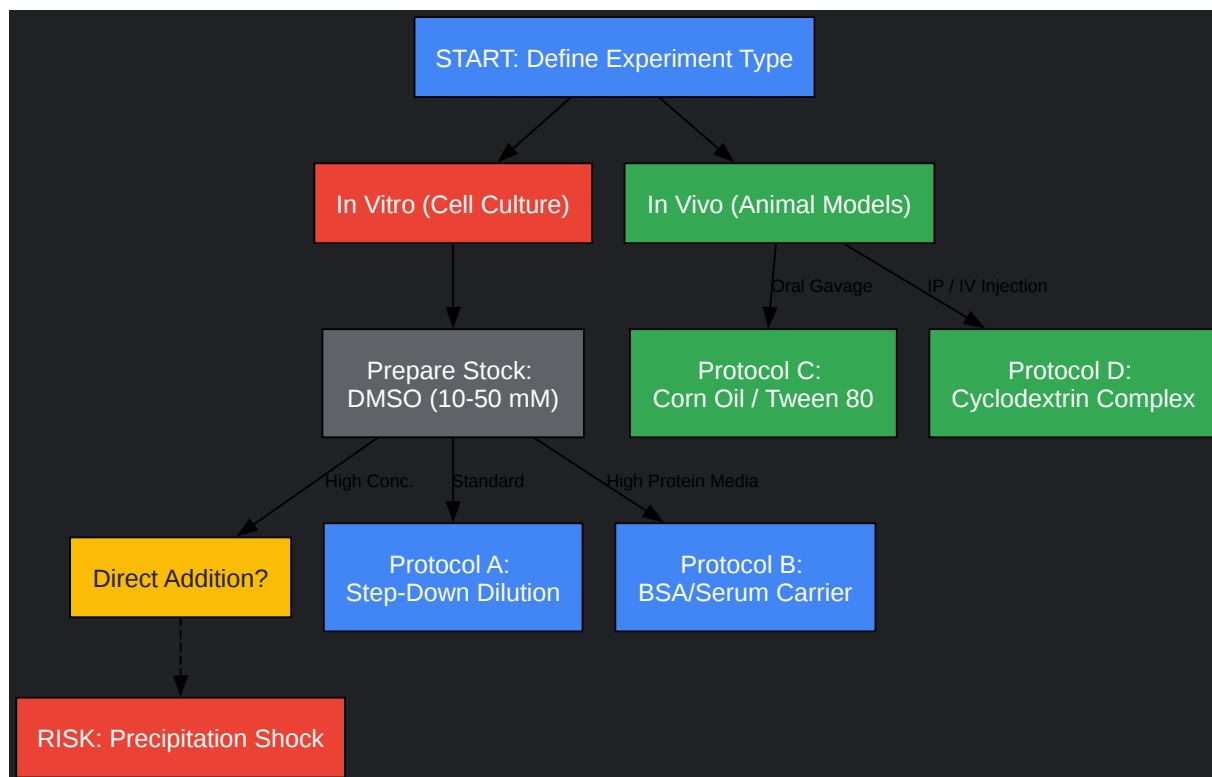 START: Define Experiment Type
In Vitro (Cell Culture)
In Vivo (Animal Models)
Oral Gavage
IP / IV Injection
Prepare Stock:
DMSO (10-50 mM)
Protocol C:
Corn Oil / Tween 80
Protocol D:
Cyclodextrin Complex
High Conc.
Standard
High Protein Media
Direct Addition?
Protocol A:
Step-Down Dilution
Protocol B:
BSA/Serum Carrier
RISK: Precipitation Shock